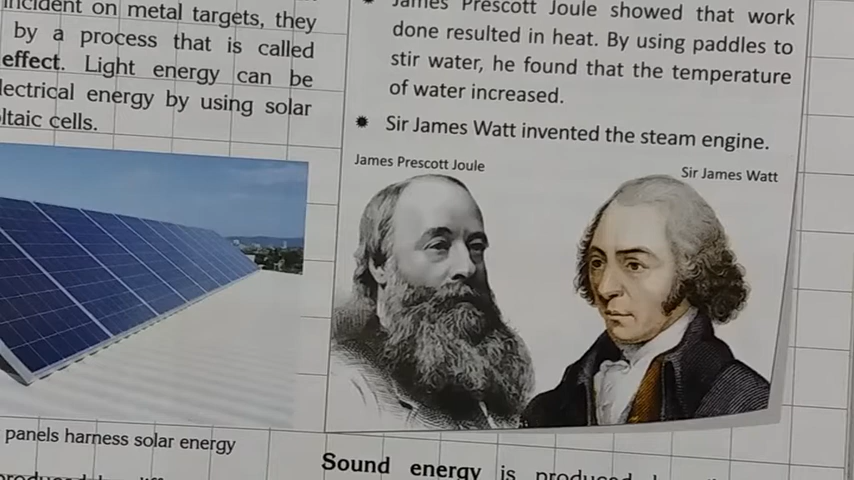 incident on metal targets, they
by a process that is called
effect. Light energy can be
lectrical energy by using solar
ltaic cells.
panels harness solar energy
James Prescott Joule showed that work
done resulted in heat. By using paddles to
stir water, he found that the temperature
of water increased.
Sir James Watt invented the steam engine.
James Prescott Joule
Sir James Watt
Sound energy is produced